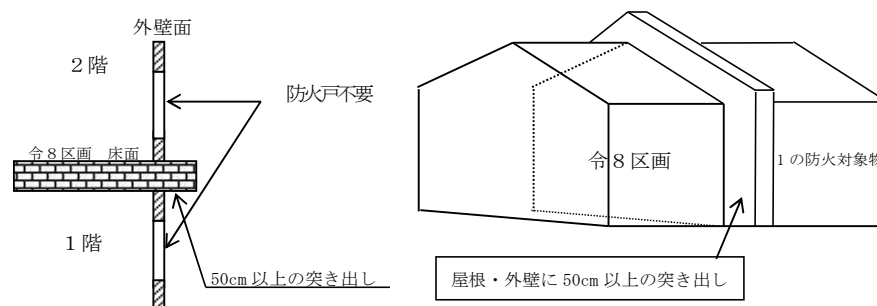 外壁面
2階
防火戸不要
令8区画　床面
1階
50cm以上の突き出し
令8区画
1の防火対象物
屋根・外壁に50cm以上の突き出し